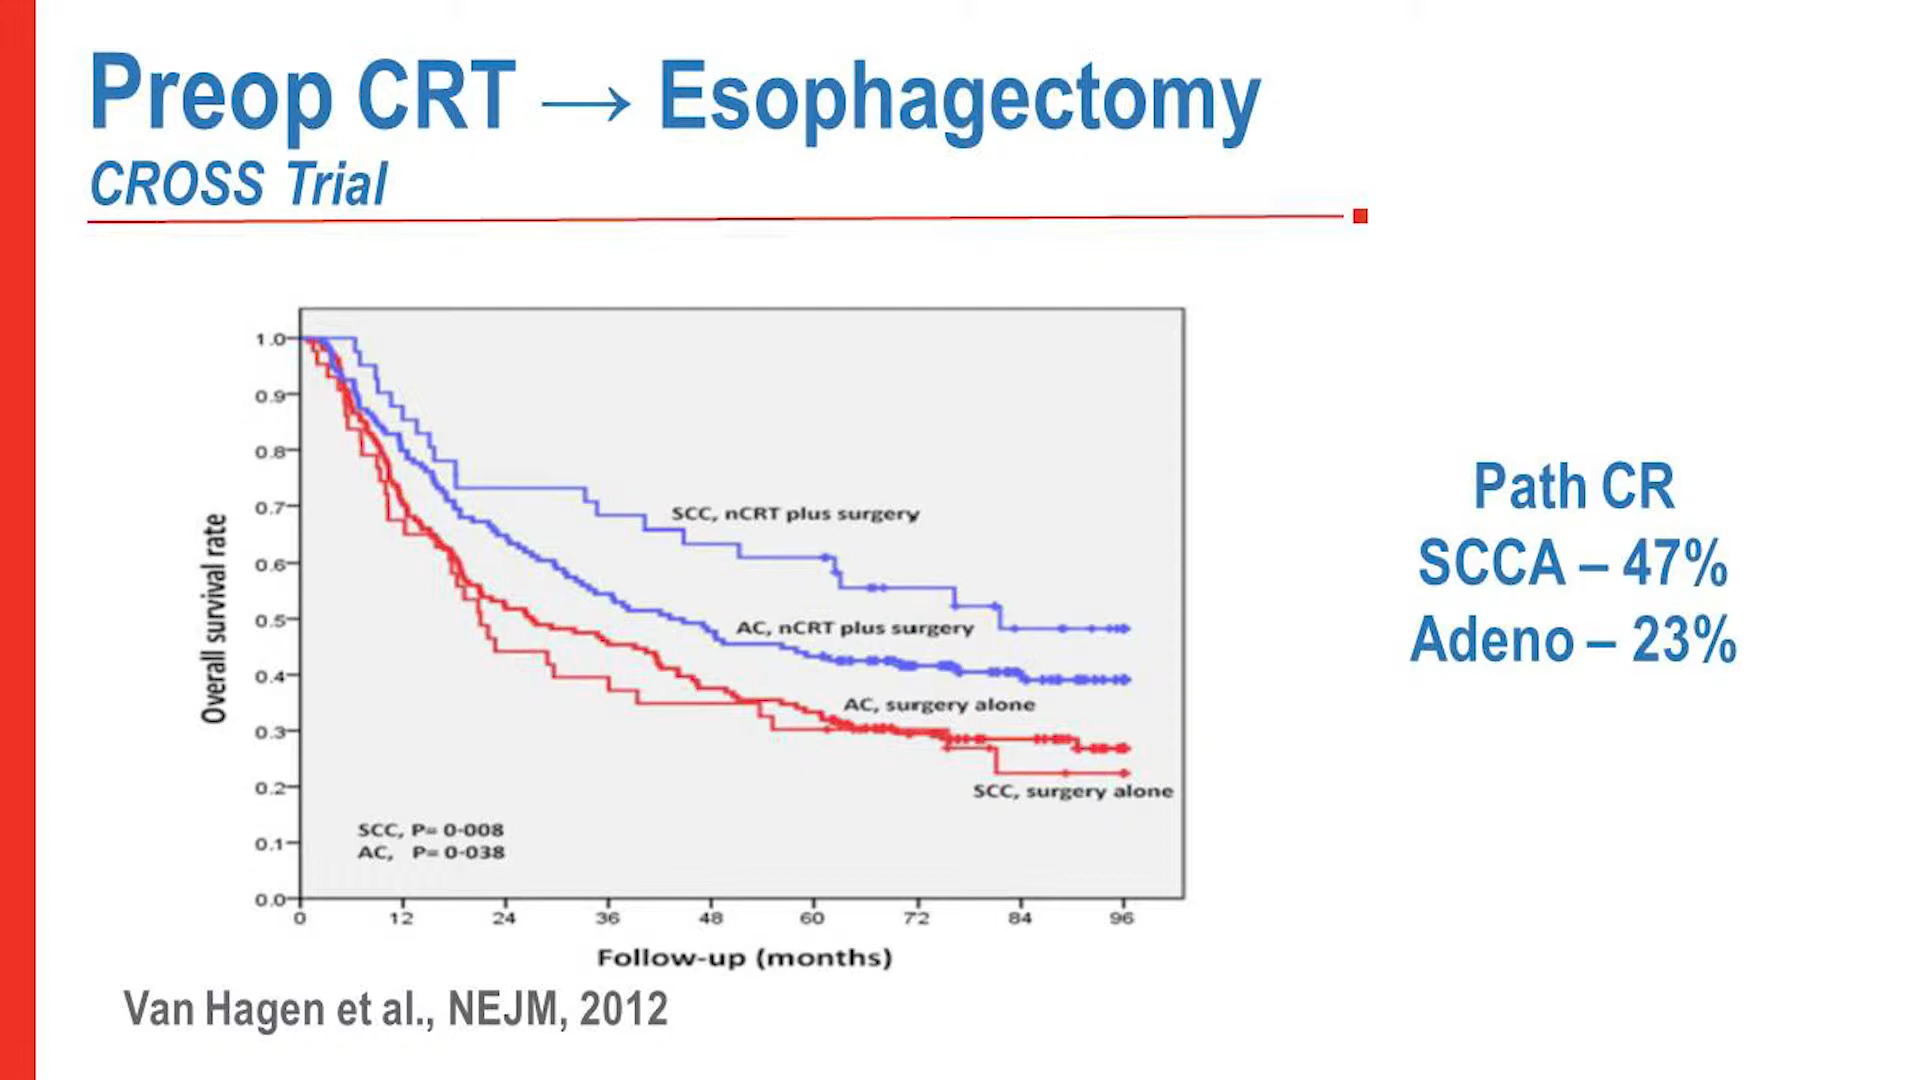 Preop CRT → Esophagectomy
CROSS Trial
1.0
0.9
0.8
0.7
0.6
0.5
0.4
0.3
0.2
0.1
0.0
Overall survival rate
SCC, nCRT plus surgery
AC, nCRT plus surgery
AC, surgery alone
SCC, surgery alone
SCC, P= 0·008
AC, P= 0·038
0 12 24 36 48 60 72 84 96
Follow-up (months)
Path CR
SCCA – 47%
Adeno – 23%
Van Hagen et al., NEJM, 2012